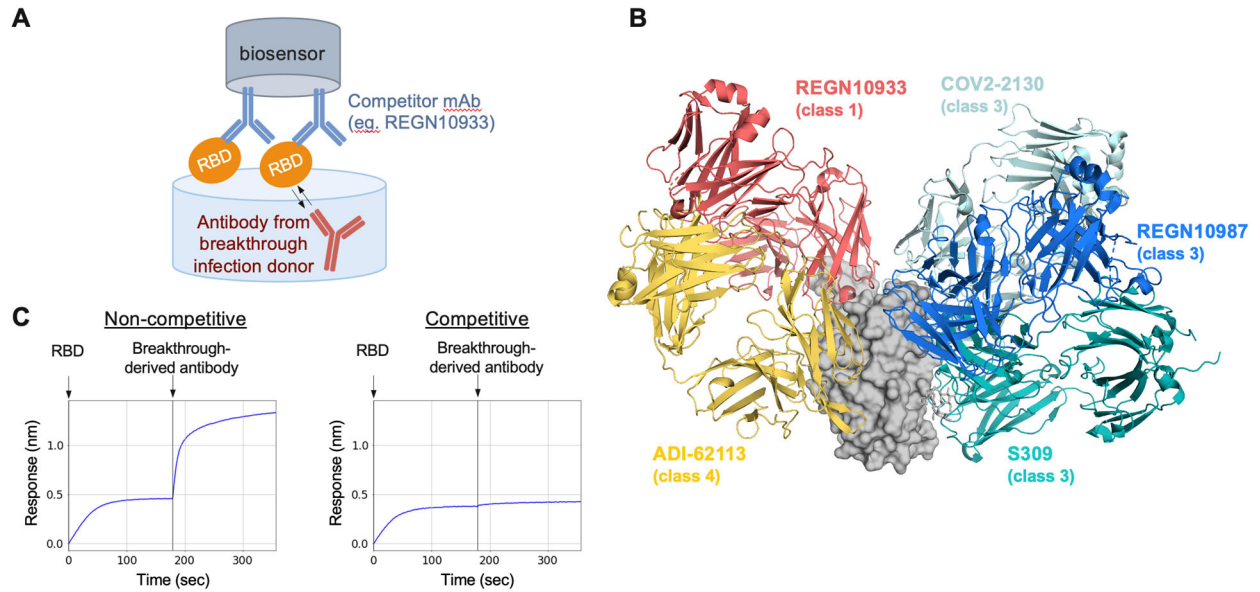 A
biosensor
Competitor mAb
(eg. REGN10933)
RBD
RBD
Antibody from
breakthrough
infection donor
B
REGN10933
(class 1)
COV2-2130
(class 3)
REGN10987
(class 3)
ADI-62113
(class 4)
S309
(class 3)
C
Non-competitive
RBD
Breakthrough-
derived antibody
Response (nm)
1.0
0.5
0.0
0
100
200
300
Time (sec)
Competitive
RBD
Breakthrough-
derived antibody
Response (nm)
1.0
0.5
0.0
0
100
200
300
Time (sec)